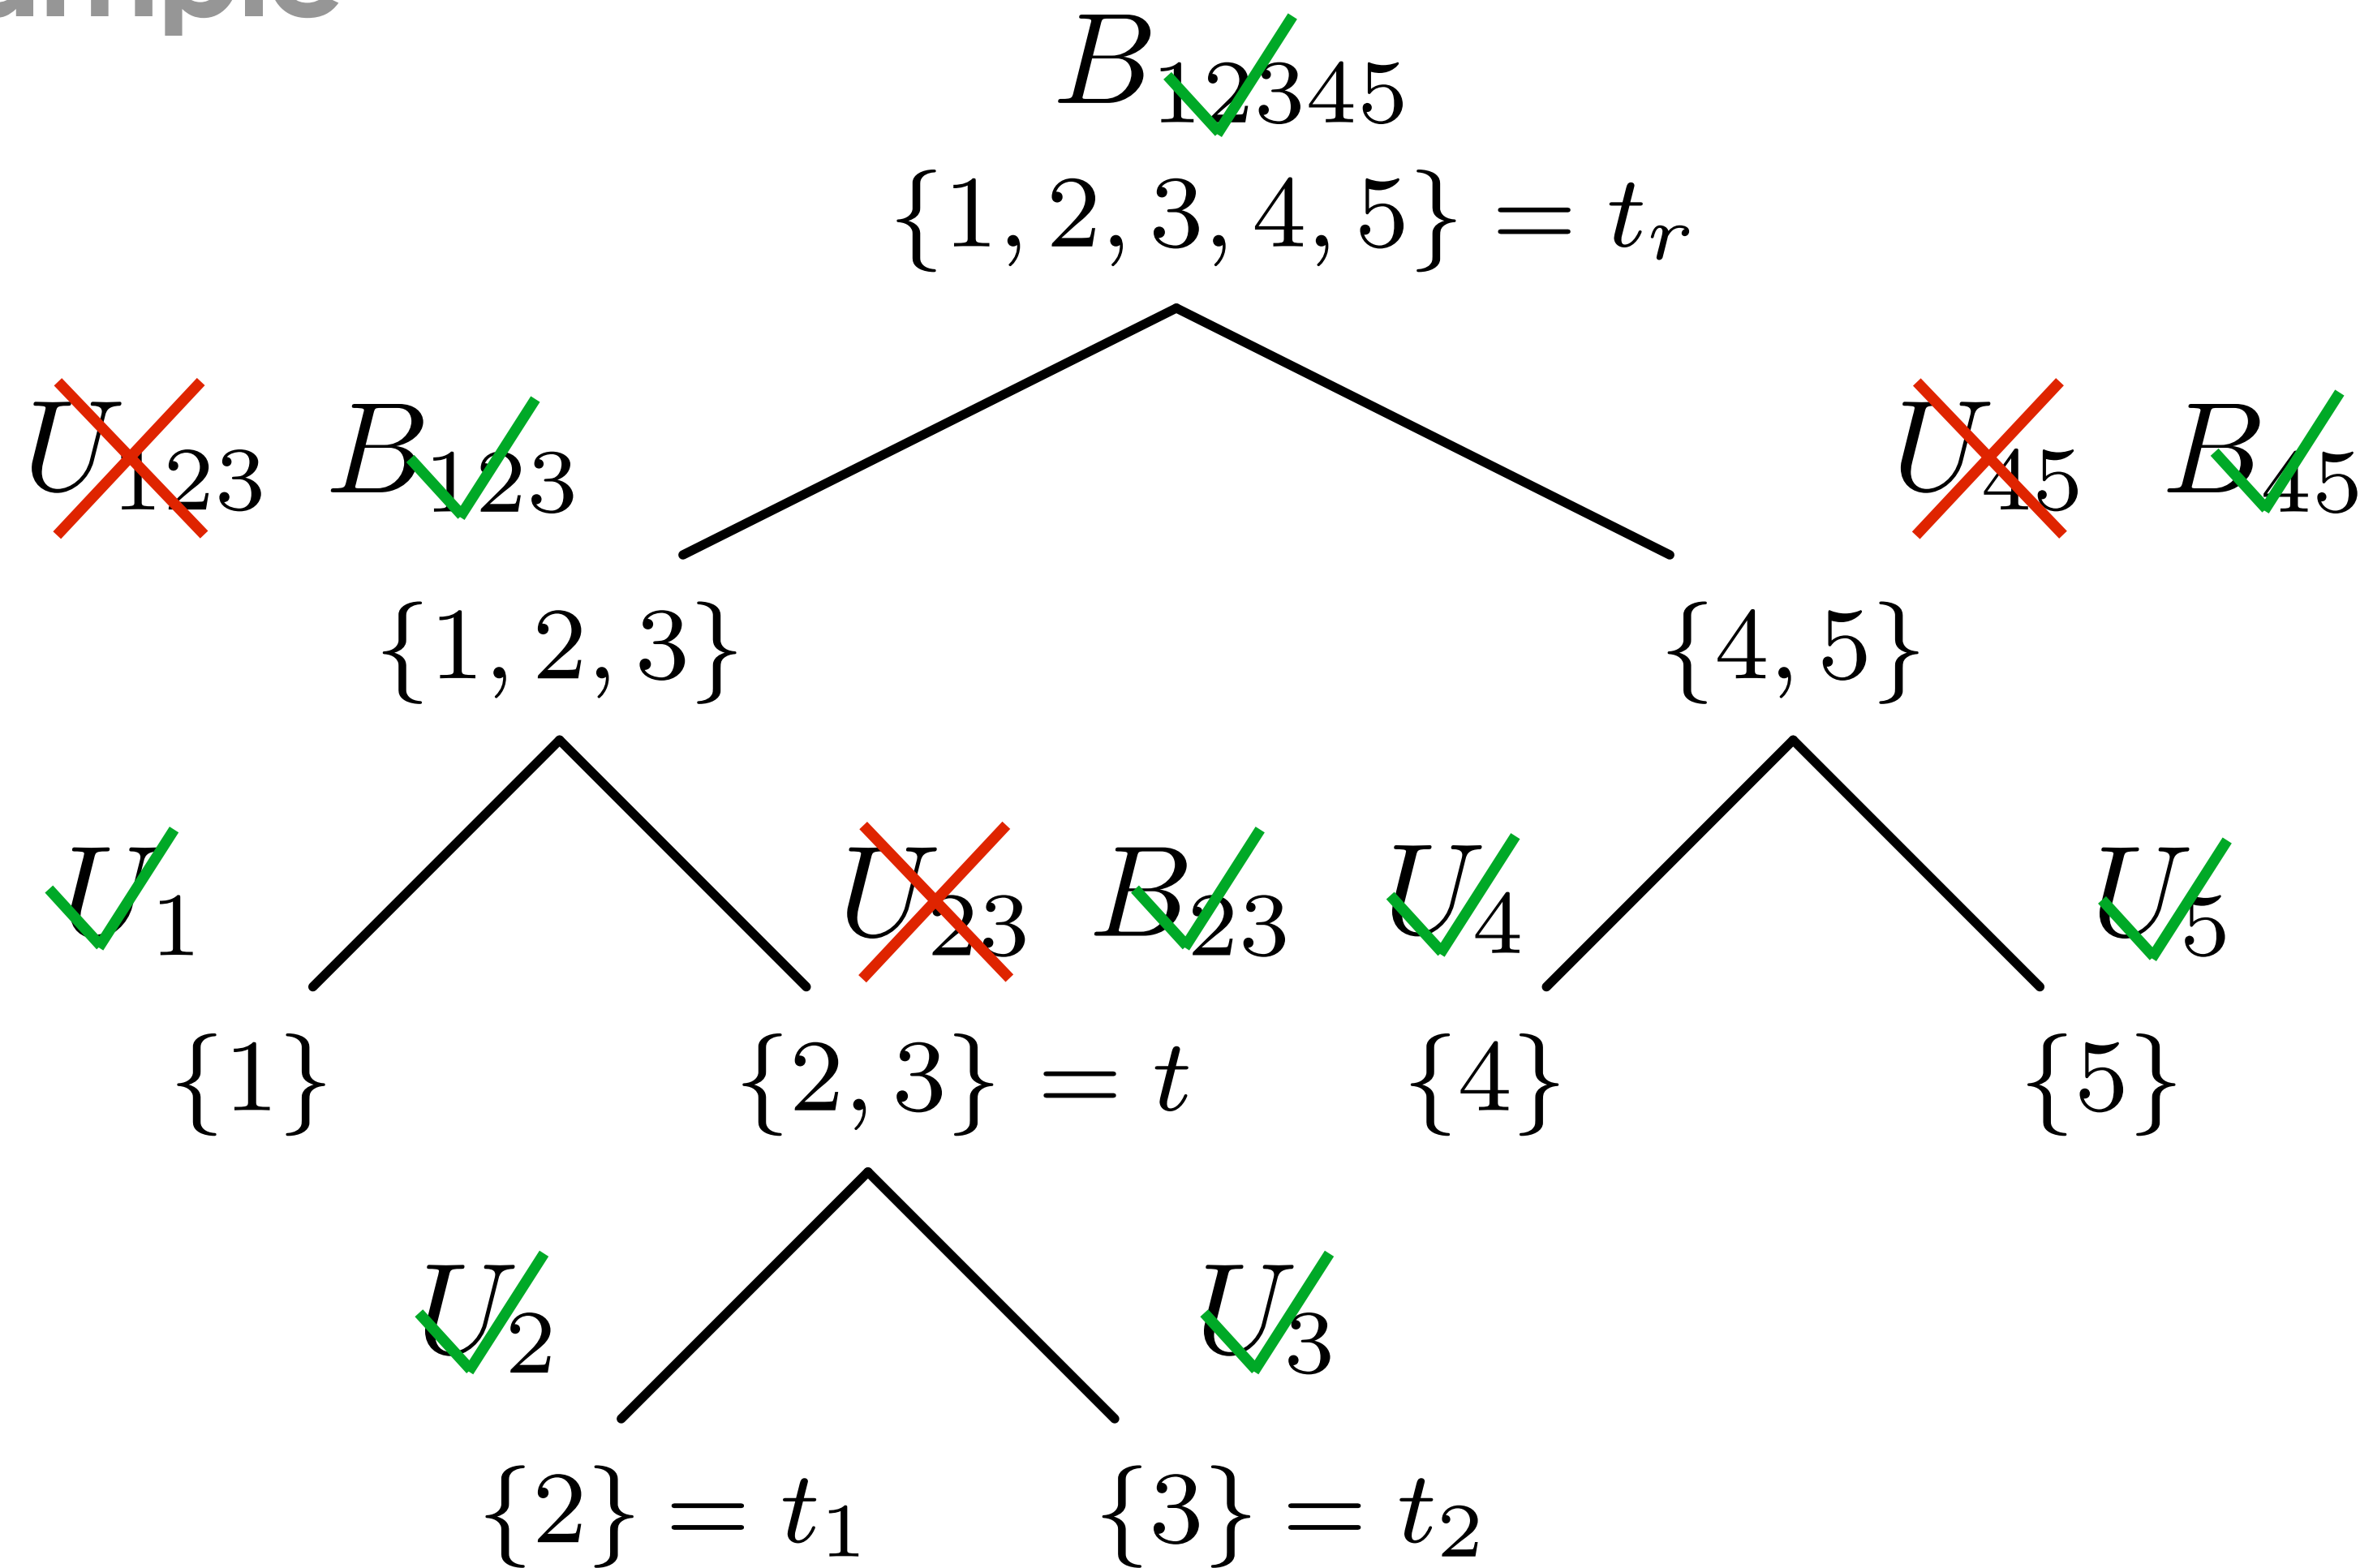 B₁₂₃₄₅
{1, 2, 3, 4, 5} = tᵣ
U₁₂₃ B₁₂₃ U₄₅ B₄₅
{1, 2, 3} {4, 5}
U₁ U₂₃ B₂₃ U₄ U₅
{1} {2, 3} = t {4} {5}
U₂ U₃
{2} = t₁ {3} = t₂